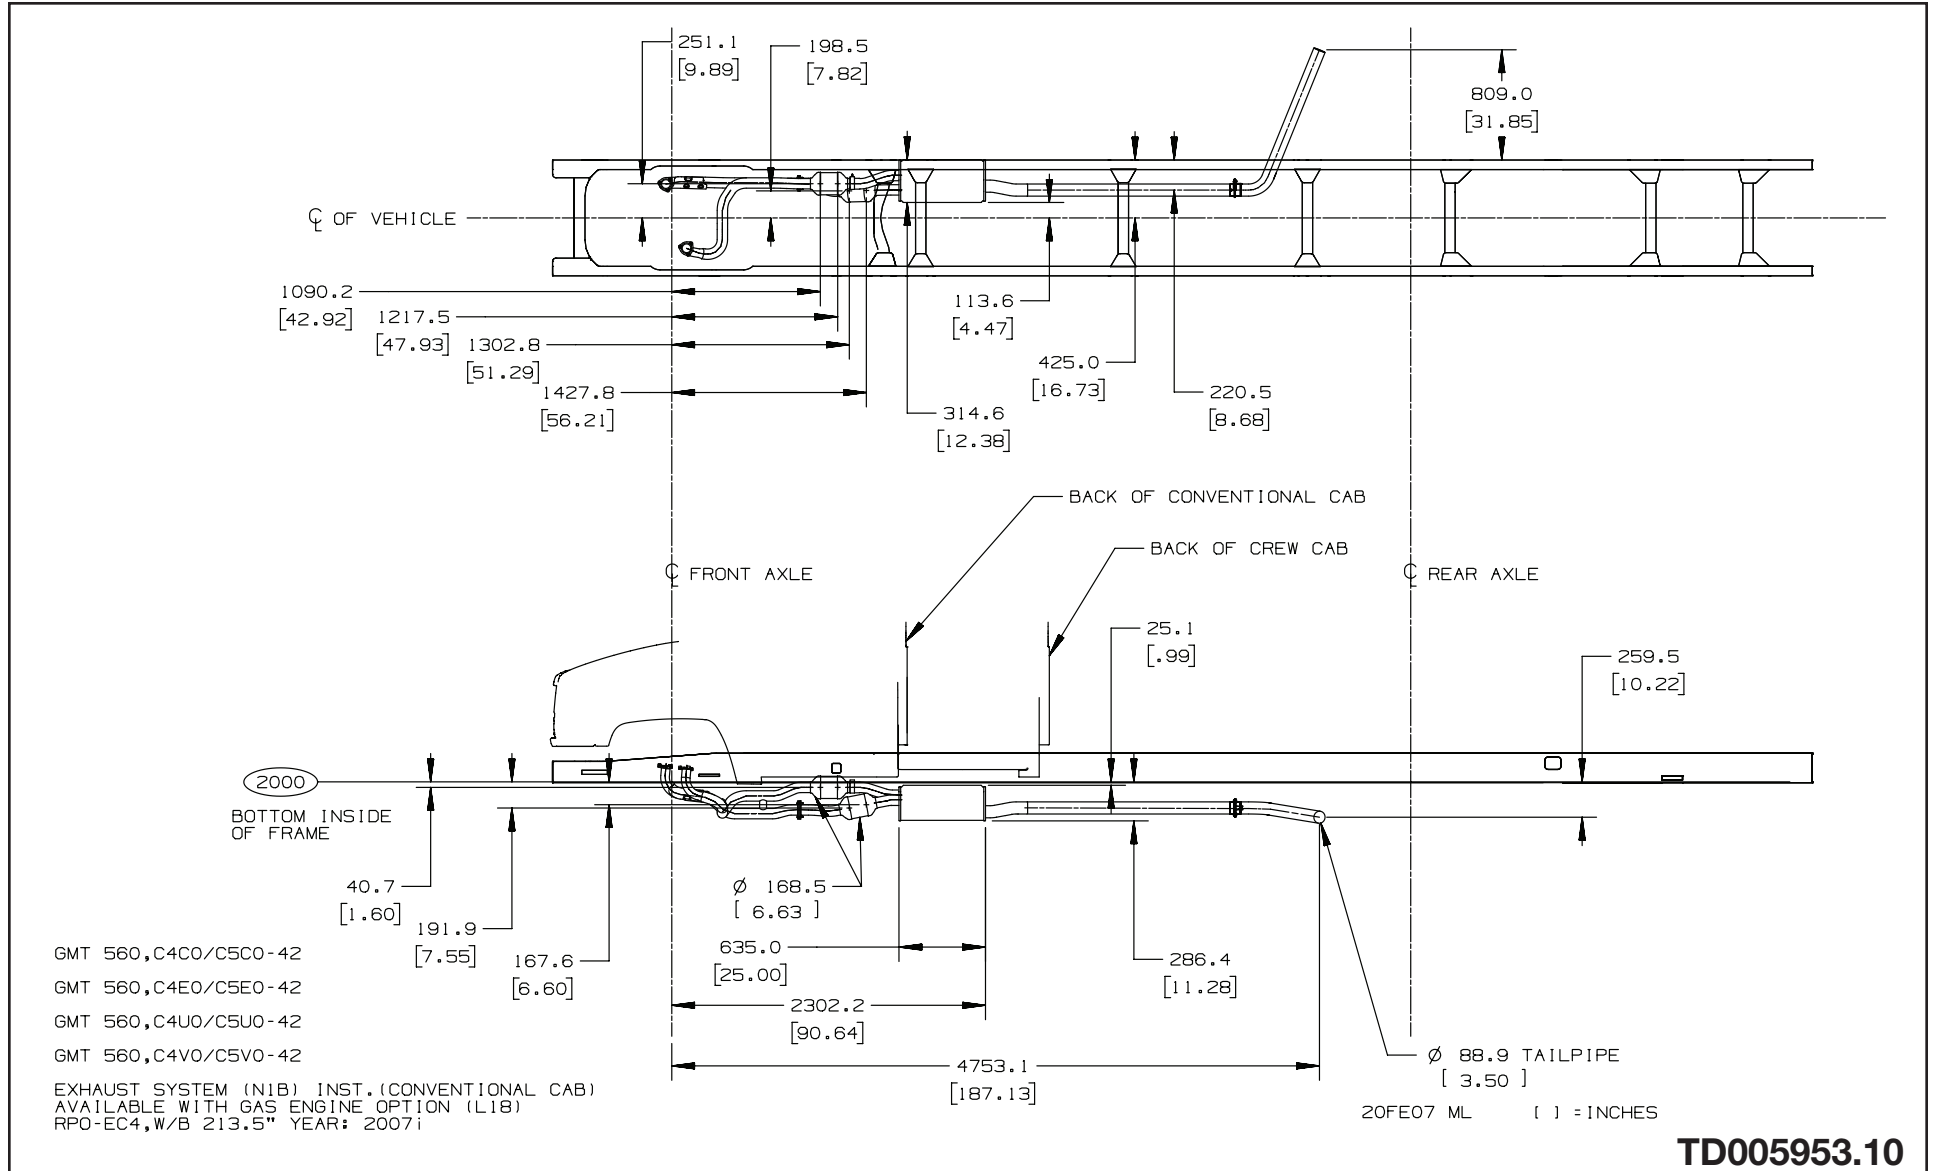 251.1
[9.89]
198.5
[7.82]
809.0
[31.85]
℄ OF VEHICLE
1090.2
[42.92]
1217.5
[47.93]
1302.8
[51.29]
1427.8
[56.21]
113.6
[4.47]
425.0
[16.73]
220.5
[8.68]
314.6
[12.38]
BACK OF CONVENTIONAL CAB
BACK OF CREW CAB
℄ FRONT AXLE
℄ REAR AXLE
25.1
[.99]
259.5
[10.22]
2000
BOTTOM INSIDE
OF FRAME
40.7
[1.60]
191.9
[7.55]
167.6
[6.60]
Ø 168.5
[ 6.63 ]
635.0
[25.00]
2302.2
[90.64]
286.4
[11.28]
4753.1
[187.13]
Ø 88.9 TAILPIPE
[ 3.50 ]
GMT 560,C4C0/C5C0-42
GMT 560,C4E0/C5E0-42
GMT 560,C4U0/C5U0-42
GMT 560,C4V0/C5V0-42
EXHAUST SYSTEM (N1B) INST.(CONVENTIONAL CAB)
AVAILABLE WITH GAS ENGINE OPTION (L18)
RPO-EC4,W/B 213.5" YEAR: 2007i
20FE07 ML [ ] =INCHES
TD005953.10